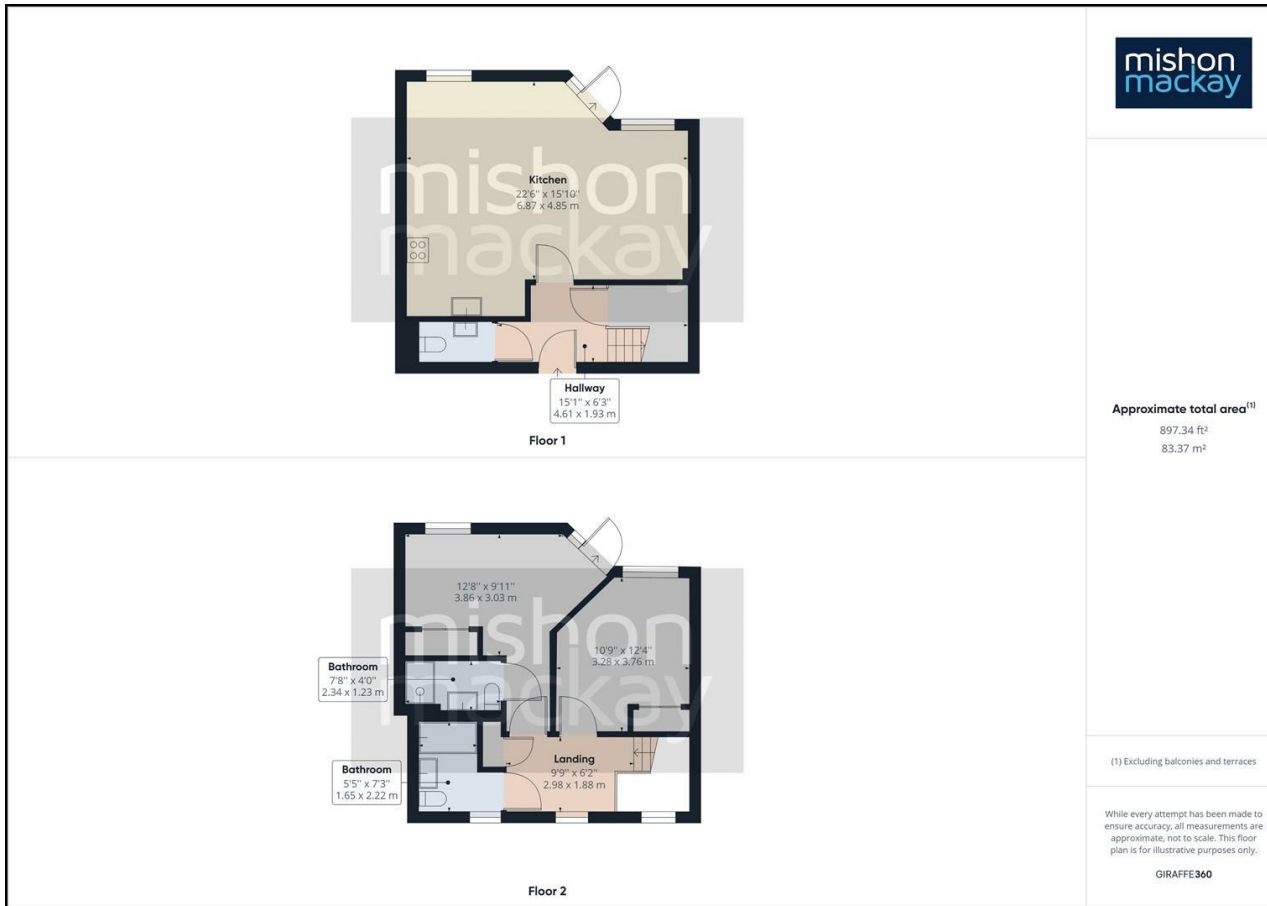 mishon
mackay
mishon
mackay
Kitchen
22'6" x 15'10"
6.87 x 4.85 m
Hallway
15'1" x 6'3"
4.61 x 1.93 m
Floor 1
mishon
mackay
12'8" x 9'11"
3.86 x 3.03 m
10'9" x 12'4"
3.28 x 3.76 m
Bathroom
7'8" x 4'0"
2.34 x 1.23 m
Bathroom
5'5" x 7'3"
1.65 x 2.22 m
Landing
9'9" x 6'2"
2.98 x 1.88 m
Floor 2
Approximate total area(1)
897.34 ft²
83.37 m²
(1) Excluding balconies and terraces
While every attempt has been made to
ensure accuracy, all measurements are
approximate, not to scale. This floor
plan is for illustrative purposes only.
GIRAFFE360